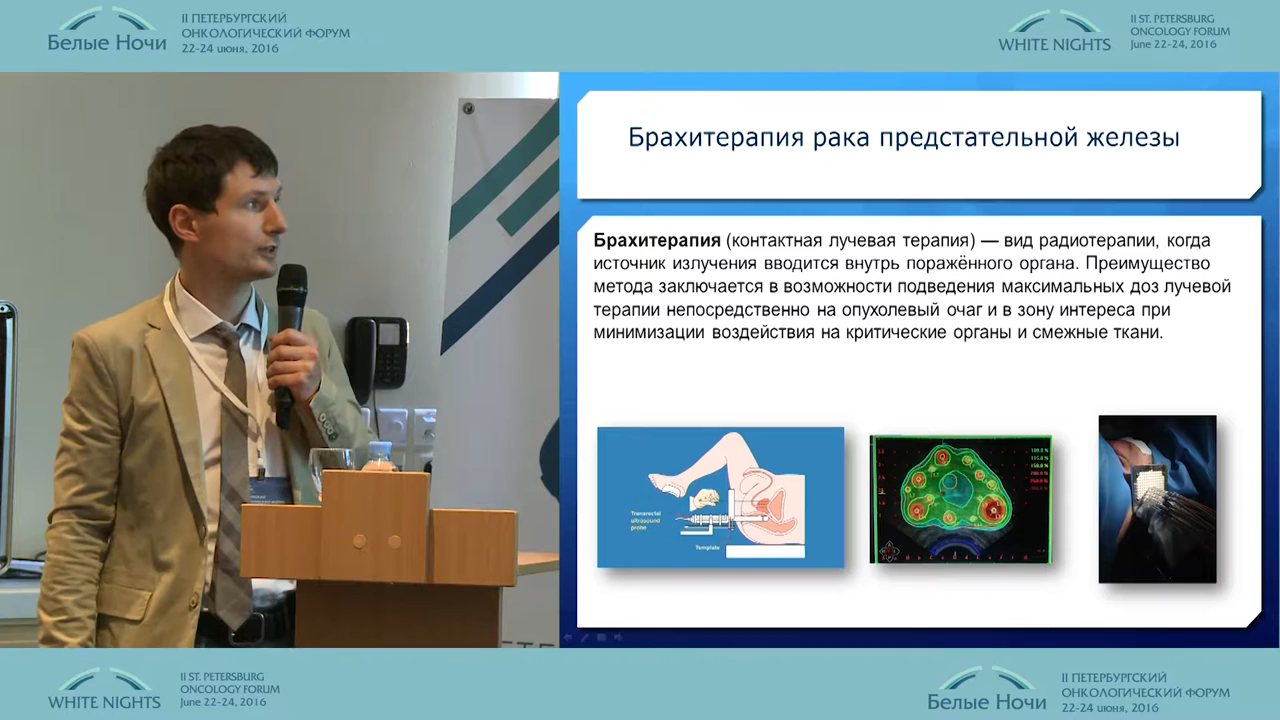 II ПЕТЕРБУРГСКИЙ
ОНКОЛОГИЧЕСКИЙ ФОРУМ
22-24 июня, 2016
Белые Ночи
II ST. PETERSBURG
ONCOLOGY FORUM
June 22-24, 2016
WHITE NIGHTS
Брахитерапия рака предстательной железы
Брахитерапия (контактная лучевая терапия) — вид радиотерапии, когда
источник излучения вводится внутрь поражённого органа. Преимущество
метода заключается в возможности подведения максимальных доз лучевой
терапии непосредственно на опухолевый очаг и в зону интереса при
минимизации воздействия на критические органы и смежные ткани.
Transrectal
ultrasound
probe
Template
II ST. PETERSBURG
ONCOLOGY FORUM
June 22-24, 2016
WHITE NIGHTS
II ПЕТЕРБУРГСКИЙ
ОНКОЛОГИЧЕСКИЙ ФОРУМ
22-24 июня, 2016
Белые Ночи